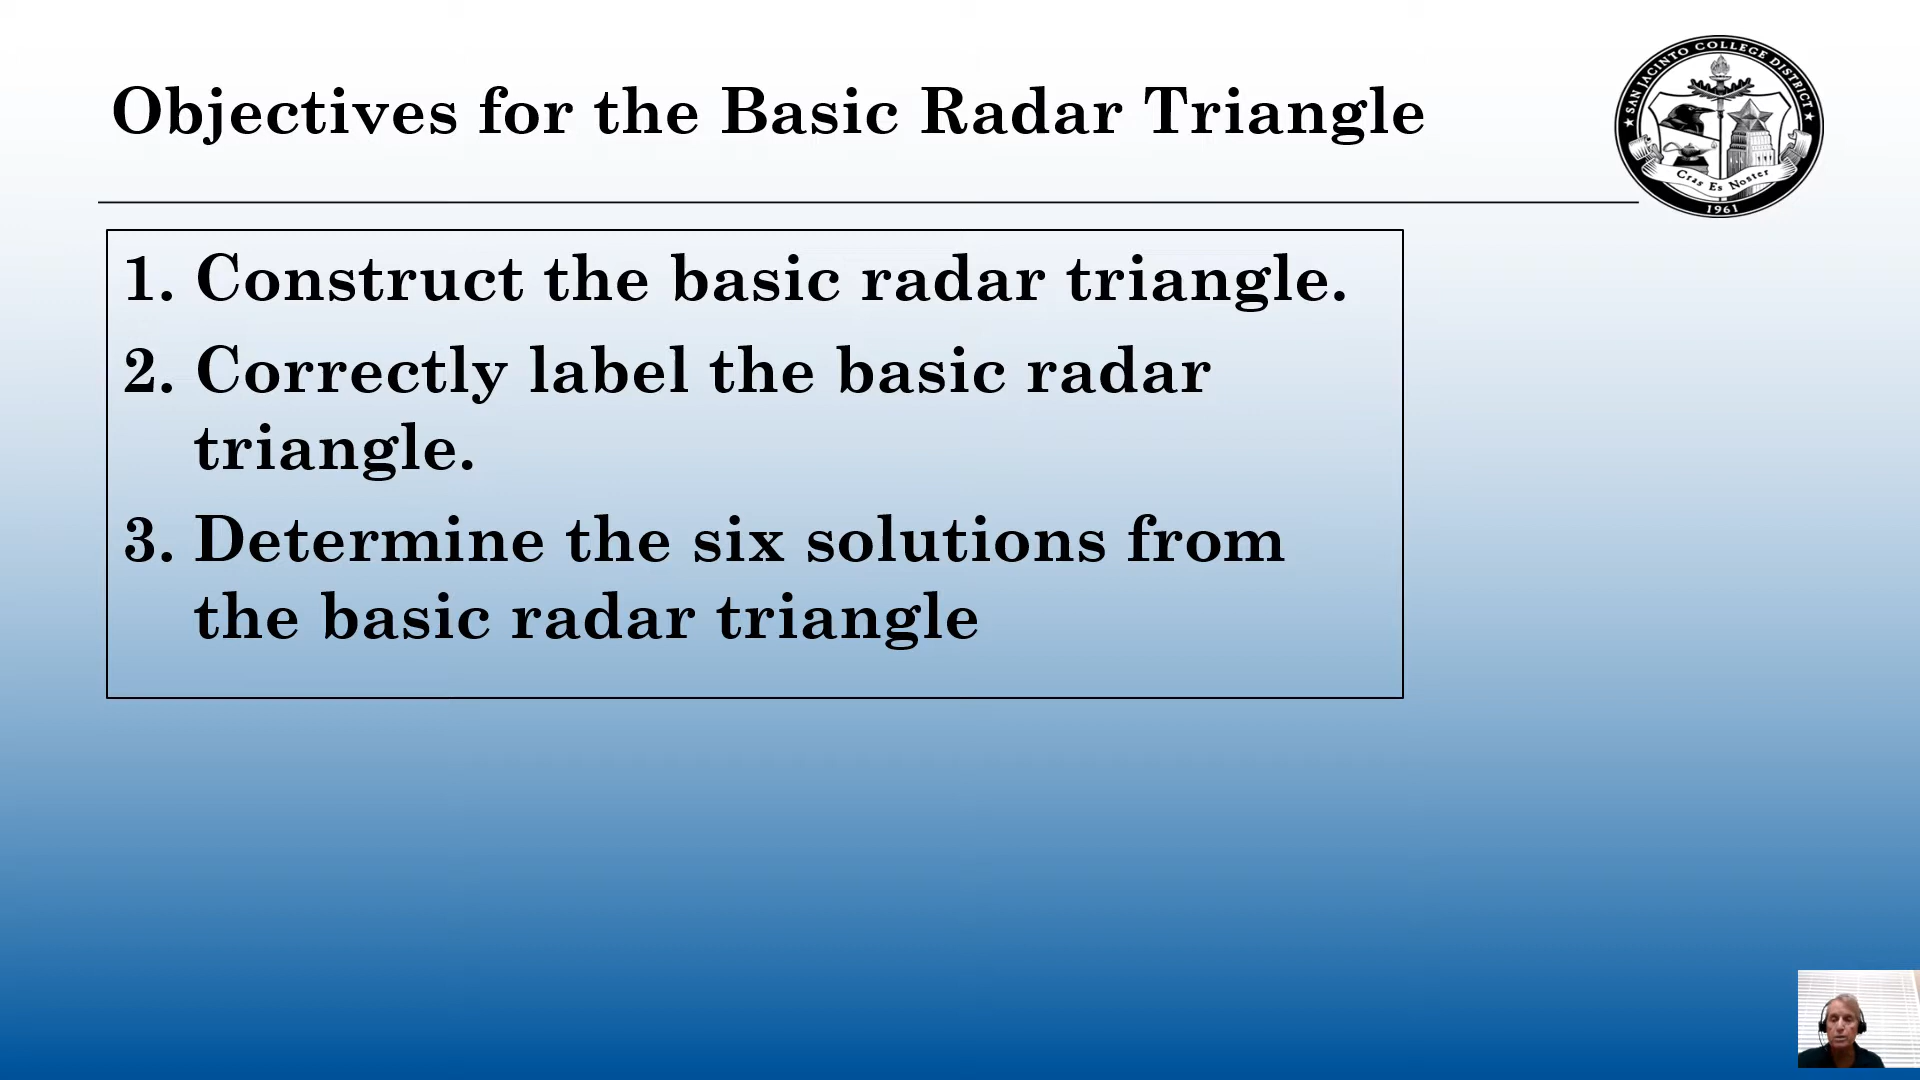 Objectives for the Basic Radar Triangle
★ SAN JACINTO COLLEGE DISTRICT ★
Cras Es Noster
1961
1. Construct the basic radar triangle.
2. Correctly label the basic radar
triangle.
3. Determine the six solutions from
the basic radar triangle